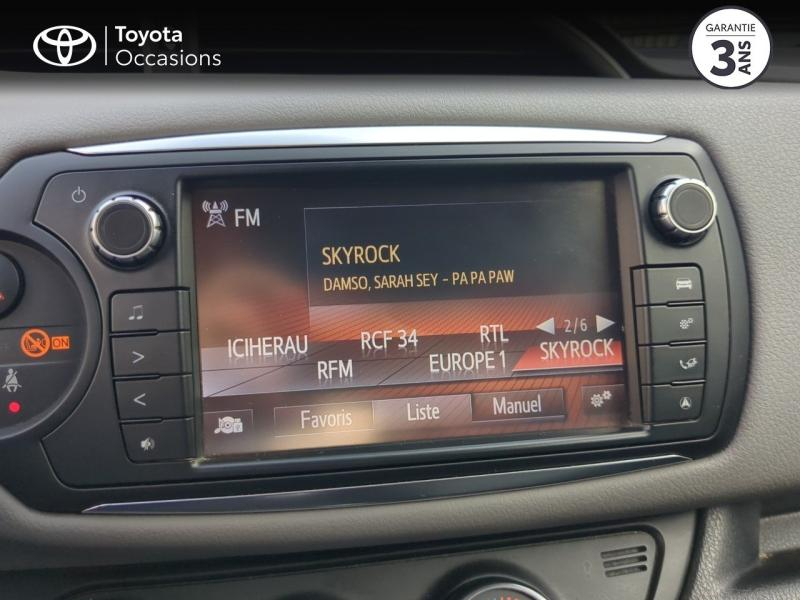 Toyota
Occasions
GARANTIE
3 ANS
FM
SKYROCK
DAMSO, SARAH SEY - PA PA PAW
2/6
ICIHERAU RCF 34 RTL
RFM EUROPE 1 SKYROCK
Favoris Liste Manuel
ON